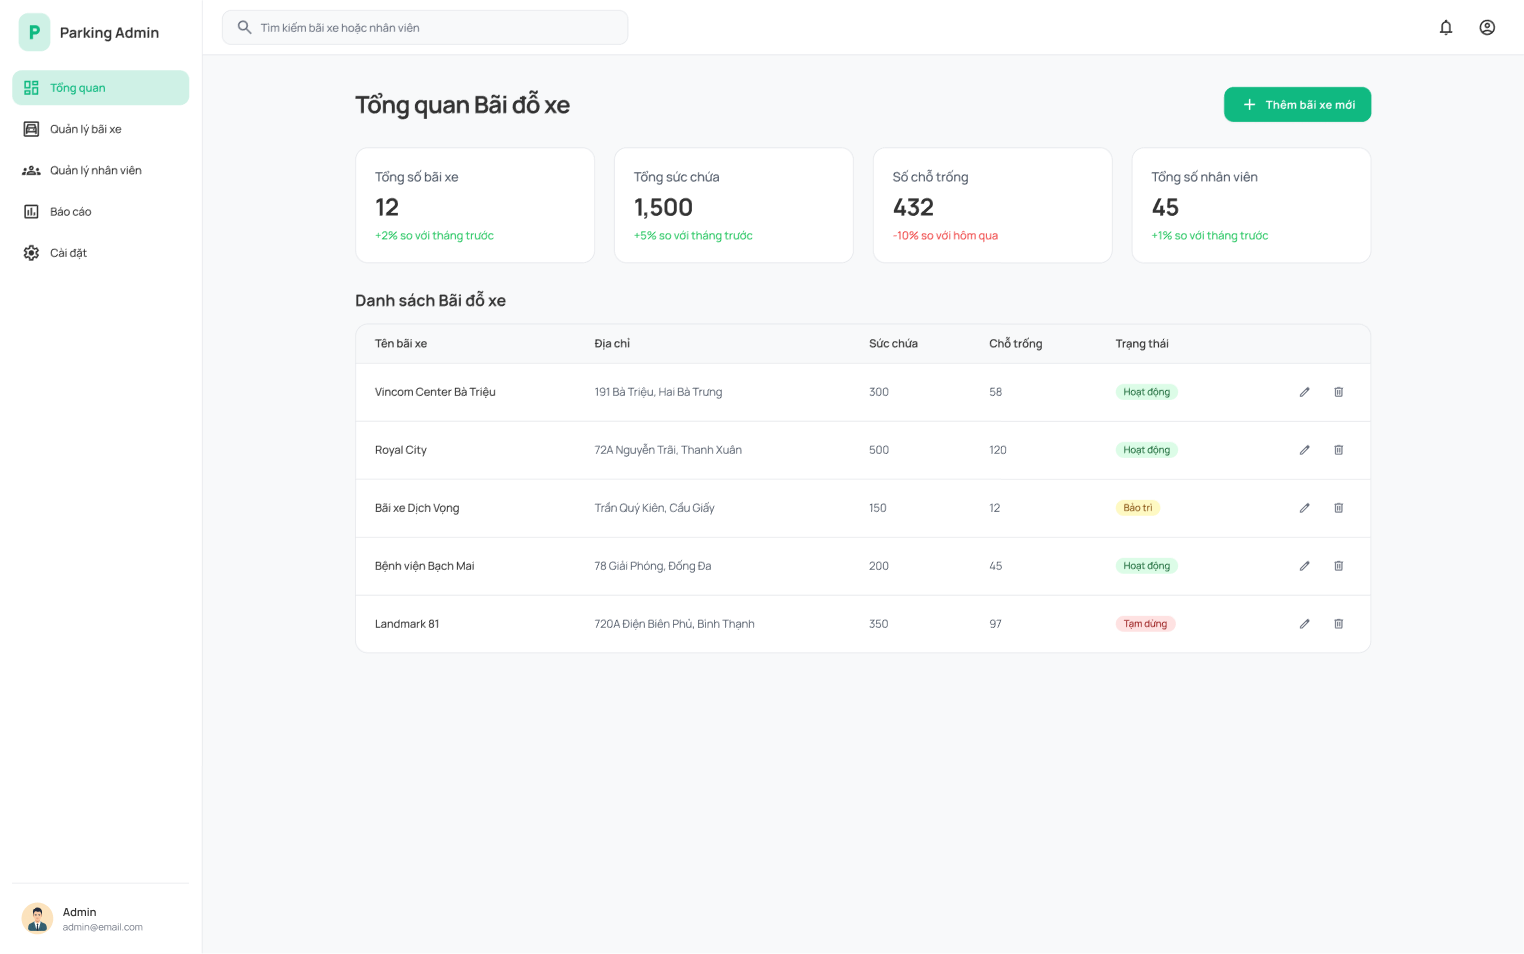 P Parking Admin
Tìm kiếm bãi xe hoặc nhân viên
Tổng quan
Quản lý bãi xe
Quản lý nhân viên
Báo cáo
Cài đặt
Tổng quan Bãi đỗ xe
Thêm bãi xe mới
Tổng số bãi xe
12
+2% so với tháng trước
Tổng sức chứa
1,500
+5% so với tháng trước
Số chỗ trống
432
-10% so với hôm qua
Tổng số nhân viên
45
+1% so với tháng trước
Danh sách Bãi đỗ xe
Tên bãi xe Địa chỉ Sức chứa Chỗ trống Trạng thái
Vincom Center Bà Triệu 191 Bà Triệu, Hai Bà Trưng 300 58 Hoạt động
Royal City 72A Nguyễn Trãi, Thanh Xuân 500 120 Hoạt động
Bãi xe Dịch Vọng Trần Quý Kiên, Cầu Giấy 150 12 Bảo trì
Bệnh viện Bạch Mai 78 Giải Phóng, Đống Đa 200 45 Hoạt động
Landmark 81 720A Điện Biên Phủ, Bình Thạnh 350 97 Tạm dừng
Admin
admin@email.com